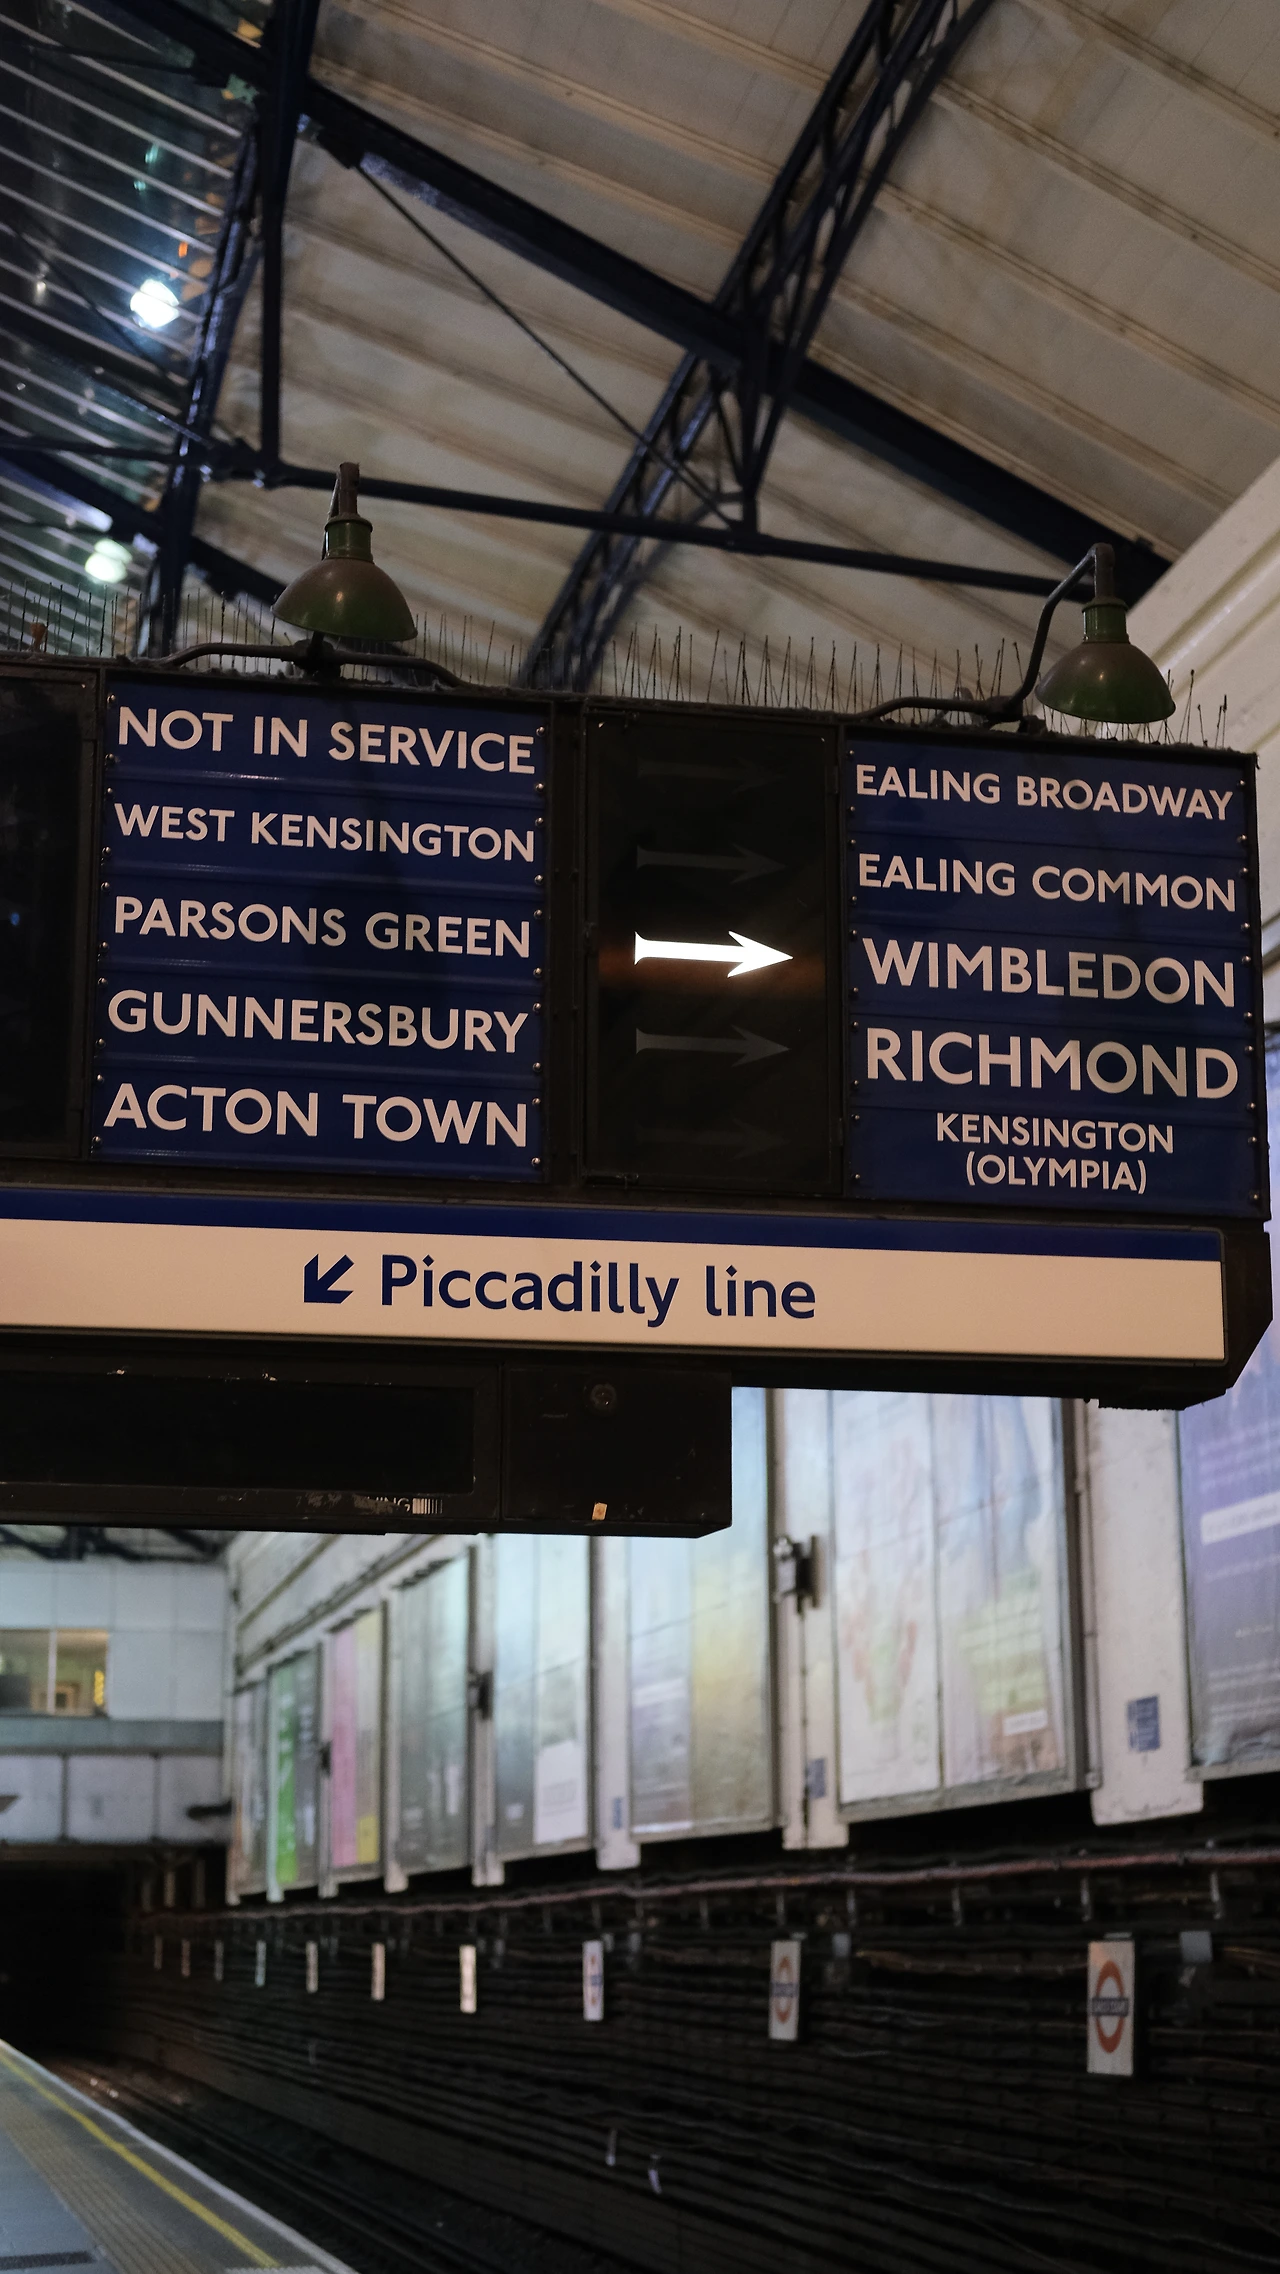 NOT IN SERVICE
WEST KENSINGTON
PARSONS GREEN
GUNNERSBURY
ACTON TOWN
EALING BROADWAY
EALING COMMON
WIMBLEDON
RICHMOND
KENSINGTON
(OLYMPIA)
Piccadilly line